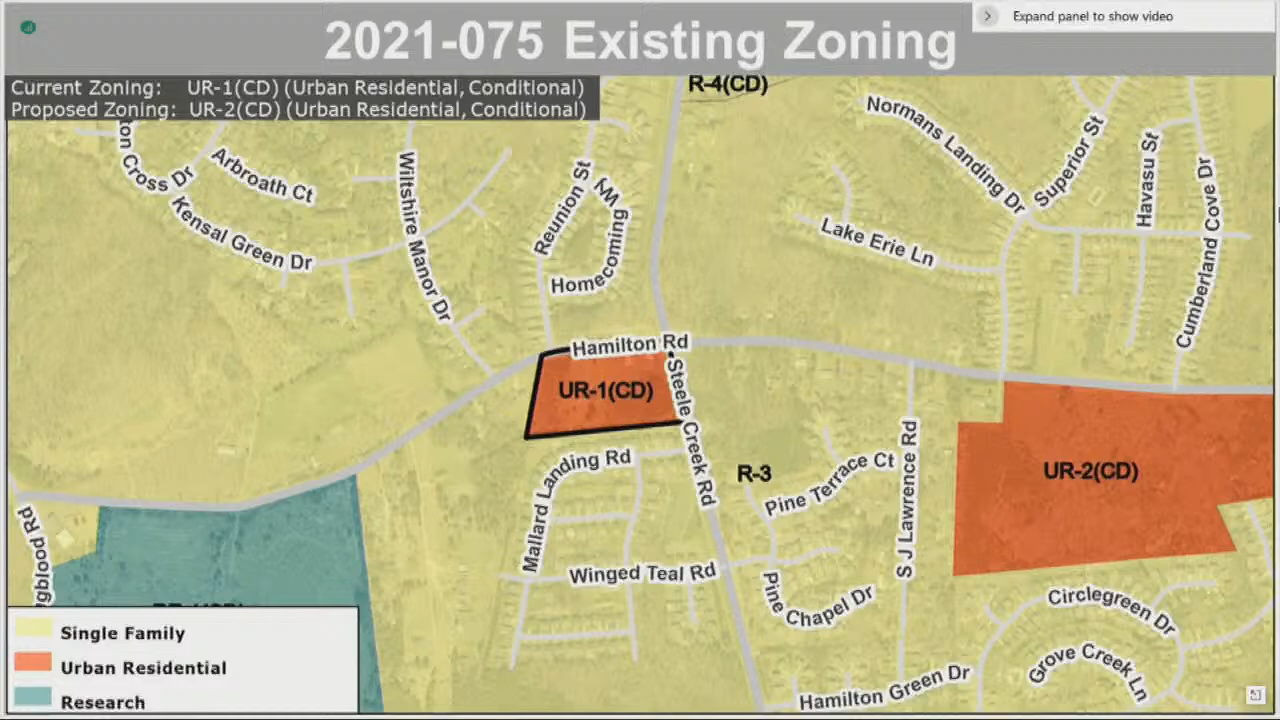 2021-075 Existing Zoning
Expand panel to show video
Current Zoning: UR-1(CD) (Urban Residential, Conditional)
Proposed Zoning: UR-2(CD) (Urban Residential, Conditional)
R-4(CD)
Normans Landing Dr
Superior St
Havasu St
Cumberland Cove Dr
ton Cross Dr
Arbroath Ct
Kensal Green Dr
Wiltshire Manor Dr
Reunion St
Homecoming Wy
Lake Erie Ln
Hamilton Rd
UR-1(CD)
Steele Creek Rd
Mallard Landing Rd
R-3
Pine Terrace Ct
S J Lawrence Rd
UR-2(CD)
Winged Teal Rd
Pine Chapel Dr
Circlegreen Dr
Grove Creek Ln
Hamilton Green Dr
Single Family
Urban Residential
Research